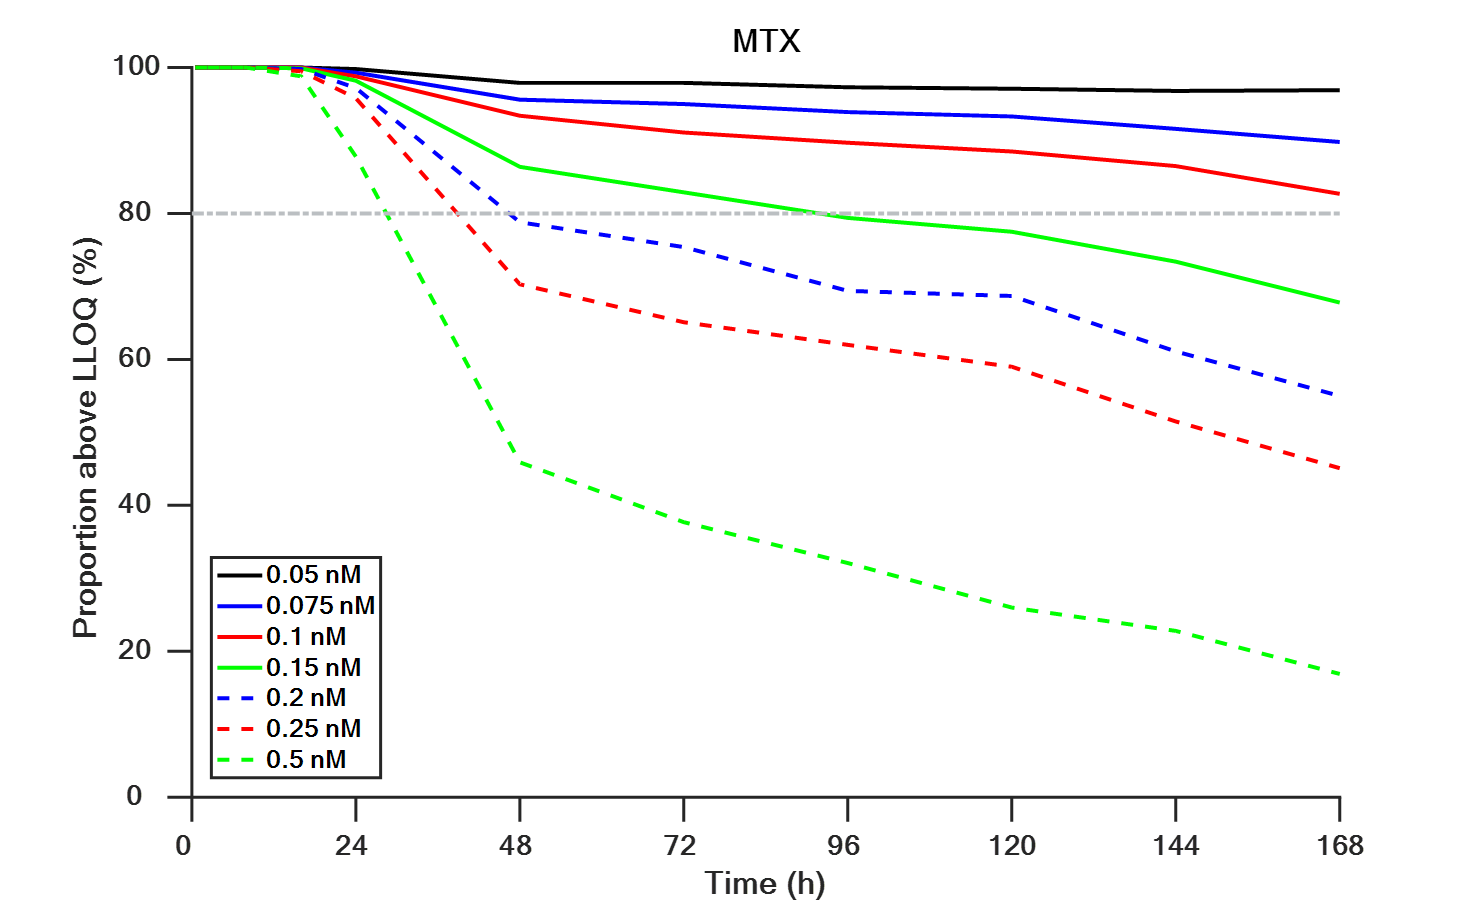 MTX
Proportion above LLOQ (%)
100
80
60
40
20
0
0.05 nM
0.075 nM
0.1 nM
0.15 nM
0.2 nM
0.25 nM
0.5 nM
0 24 48 72 96 120 144 168
Time (h)